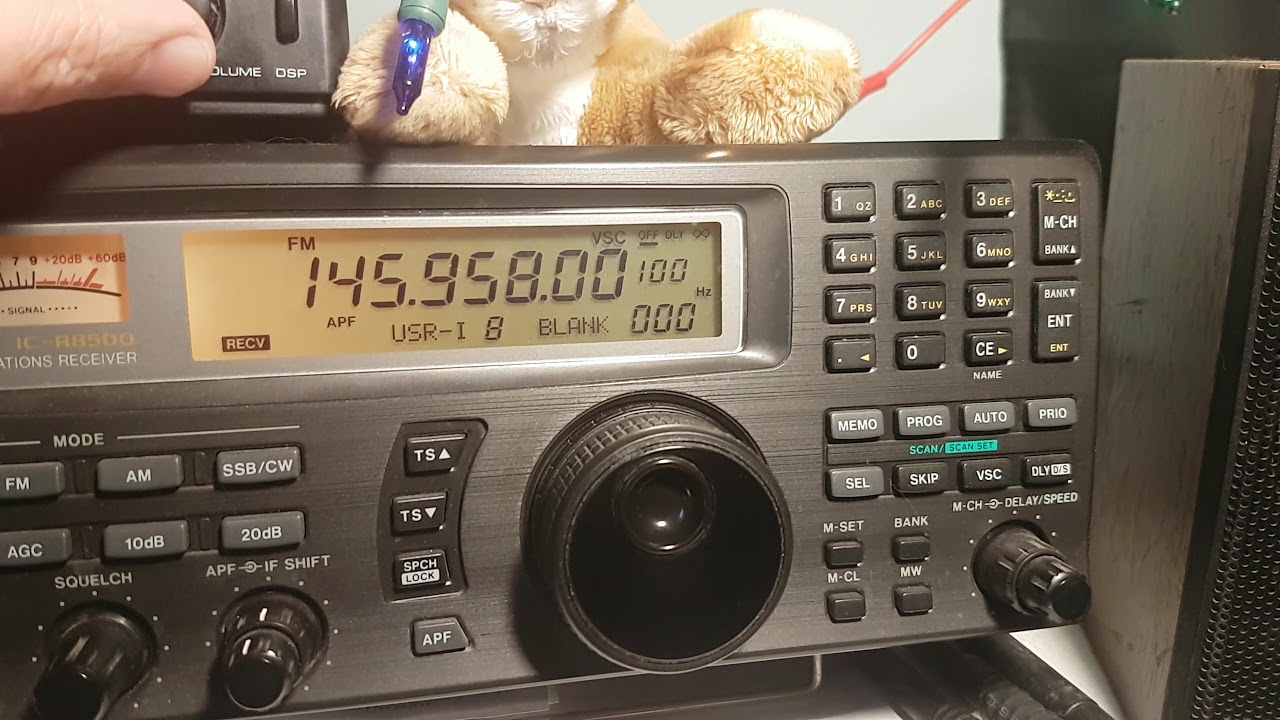 OLUME DSP
7 9 +20dB +60dB
SIGNAL
IC-R8500
ATIONS RECEIVER
FM VSC OFF DLY ∞
145.958.00 100 Hz
APF
RECV USR-I 8 BLANK 000
1 QZ 2 ABC 3 DEF
M-CH
BANK▲
4 GHI 5 JKL 6 MNO
7 PRS 8 TUV 9 WXY
BANK▼
ENT
ENT
. ◄ 0 CE ►
NAME
MEMO PROG AUTO PRIO
SCAN/SCAN SET
SEL SKIP VSC DLY D/S
M-CH DELAY/SPEED
M-SET BANK
M-CL MW
MODE
FM AM SSB/CW
AGC 10dB 20dB
SQUELCH APF IF SHIFT
TS▲
TS▼
SPCH
LOCK
APF